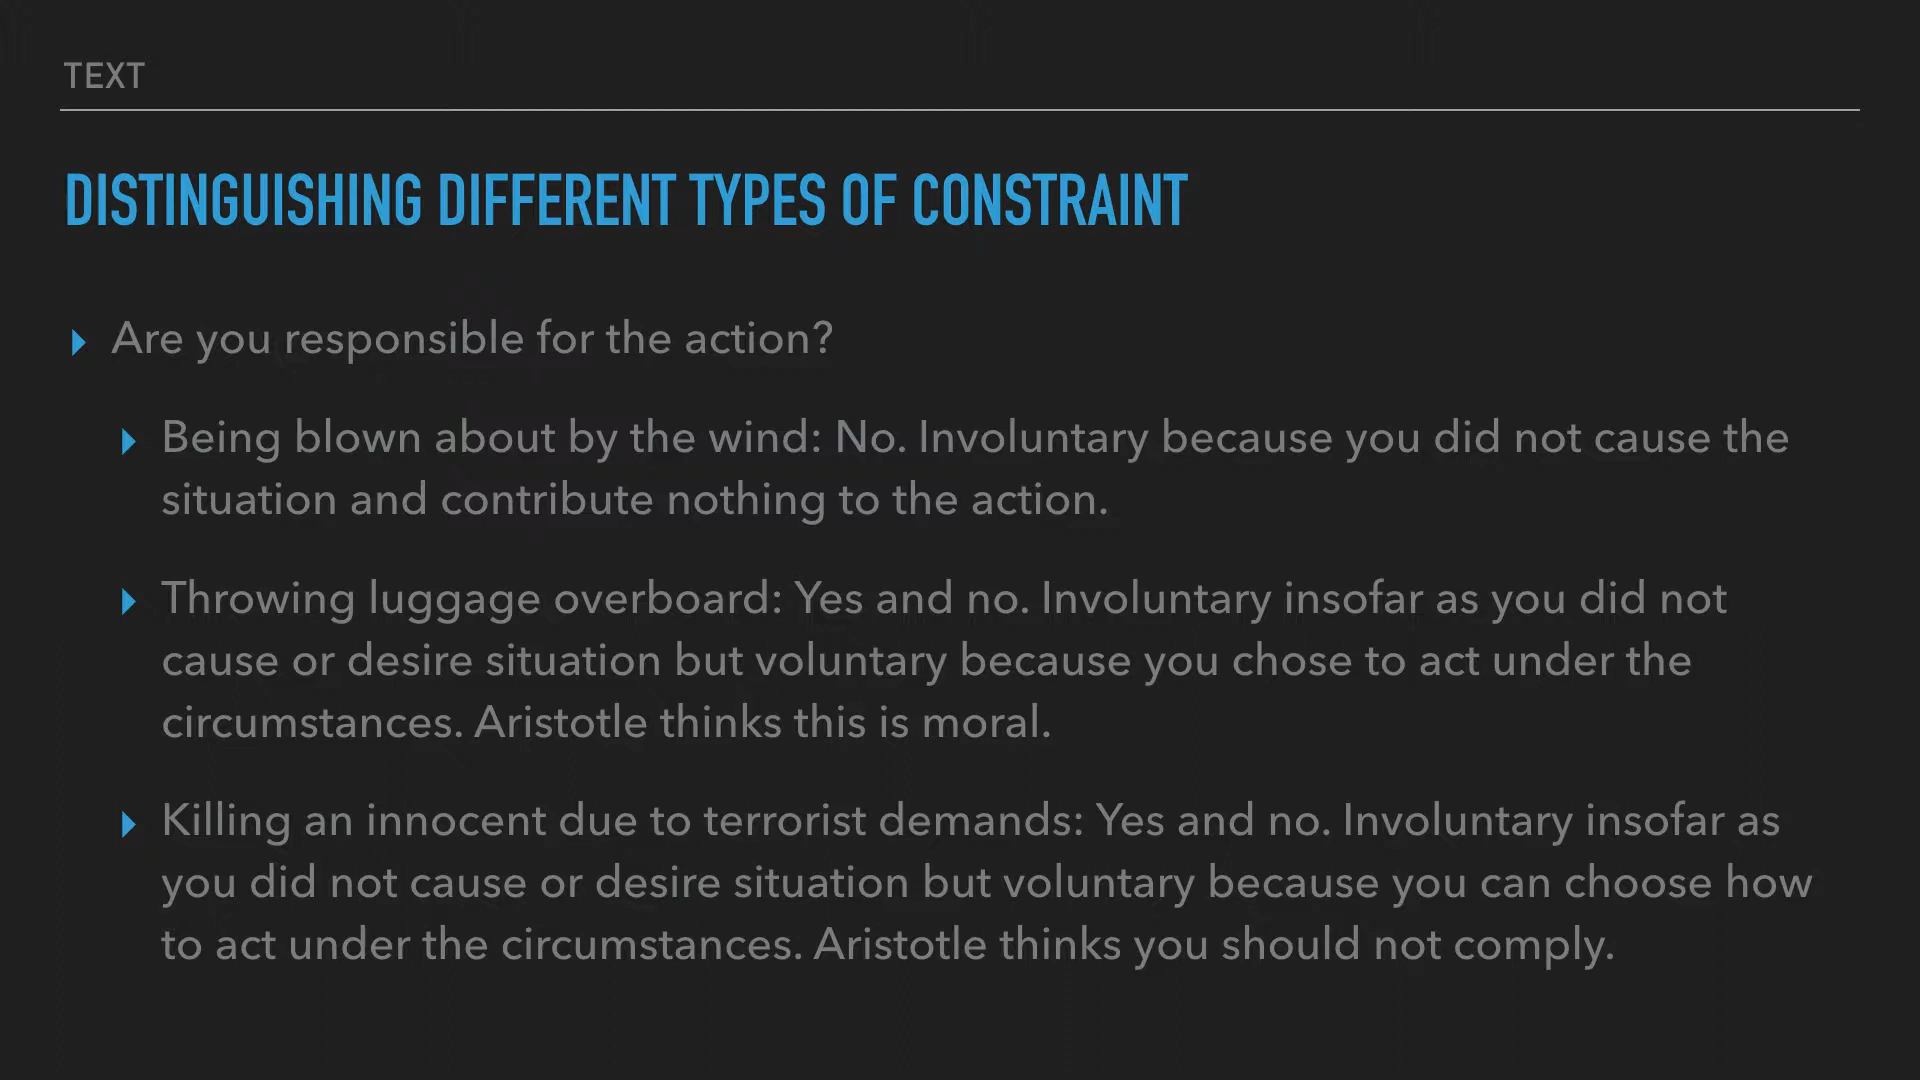 TEXT
DISTINGUISHING DIFFERENT TYPES OF CONSTRAINT
Are you responsible for the action?
Being blown about by the wind: No. Involuntary because you did not cause the
situation and contribute nothing to the action.
Throwing luggage overboard: Yes and no. Involuntary insofar as you did not
cause or desire situation but voluntary because you chose to act under the
circumstances. Aristotle thinks this is moral.
Killing an innocent due to terrorist demands: Yes and no. Involuntary insofar as
you did not cause or desire situation but voluntary because you can choose how
to act under the circumstances. Aristotle thinks you should not comply.